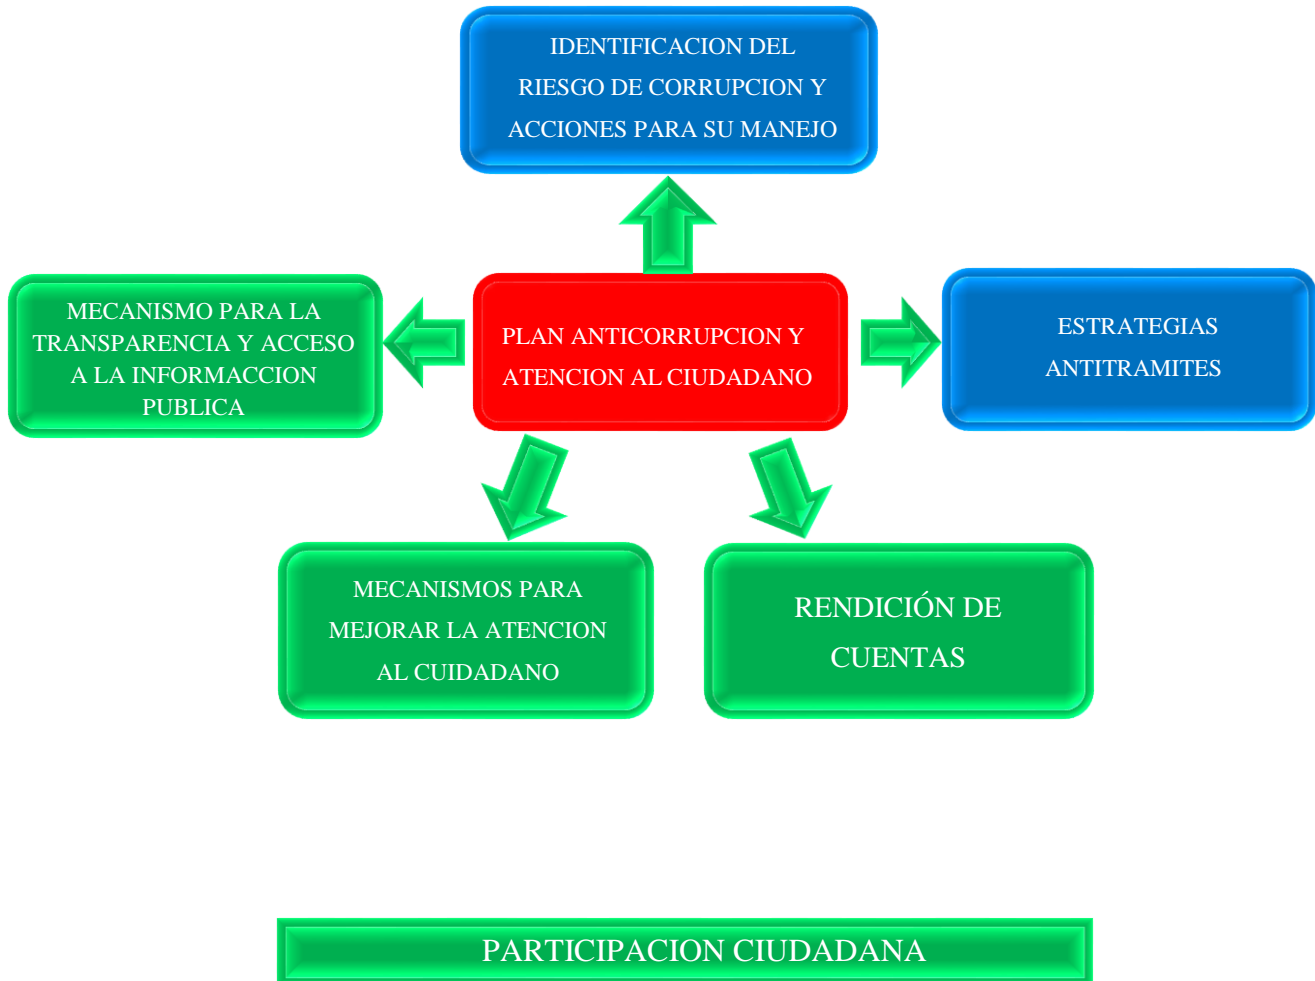 IDENTIFICACION DEL
RIESGO DE CORRUPCION Y
ACCIONES PARA SU MANEJO
MECANISMO PARA LA
TRANSPARENCIA Y ACCESO
A LA INFORMACCION
PUBLICA
PLAN ANTICORRUPCION Y
ATENCION AL CIUDADANO
ESTRATEGIAS
ANTITRAMITES
MECANISMOS PARA
MEJORAR LA ATENCION
AL CUIDADANO
RENDICIÓN DE
CUENTAS
PARTICIPACION CIUDADANA